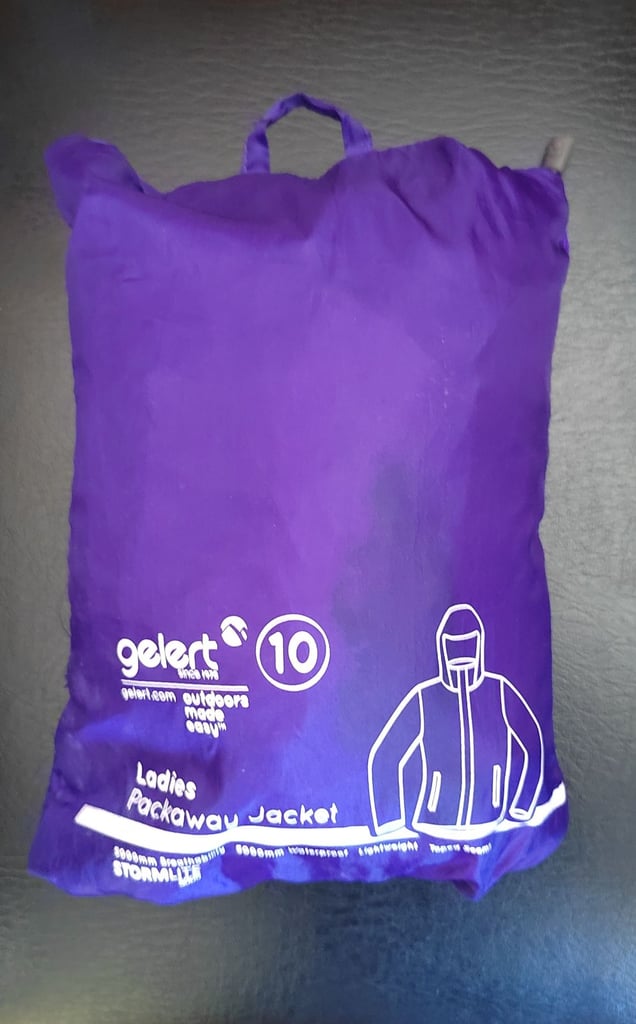 gelert
since 1975
10
gelert.com outdoors
made
easy™
Ladies
Packaway Jacket
5000mm Breathability 5000mm Waterproof Lightweight Taped Seams
STORMLITE